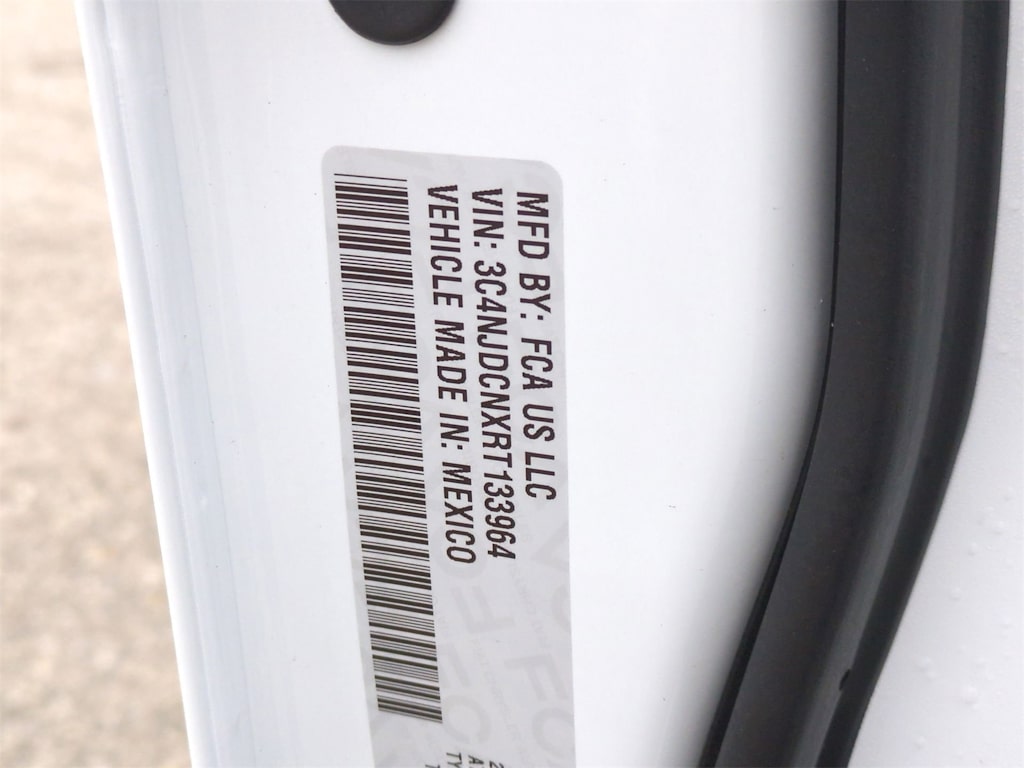 MFD BY: FCA US LLC
VIN: 3C4NJDCNXRT133964
VEHICLE MADE IN: MEXICO